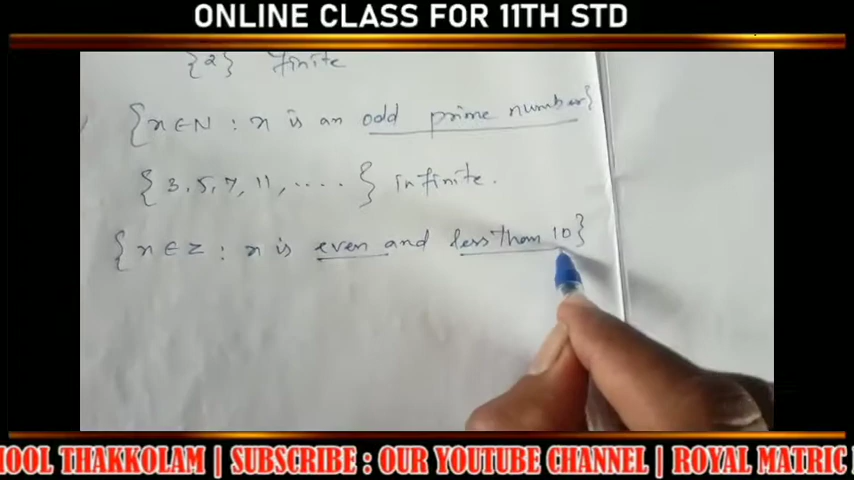 ONLINE CLASS FOR 11TH STD
{2} finite
{n ∈ N : n is an odd prime number}
{3, 5, 7, 11, ....} infinite.
{n ∈ Z : n is even and less than 10}
HOOL THAKKOLAM | SUBSCRIBE : OUR YOUTUBE CHANNEL | ROYAL MATRIC